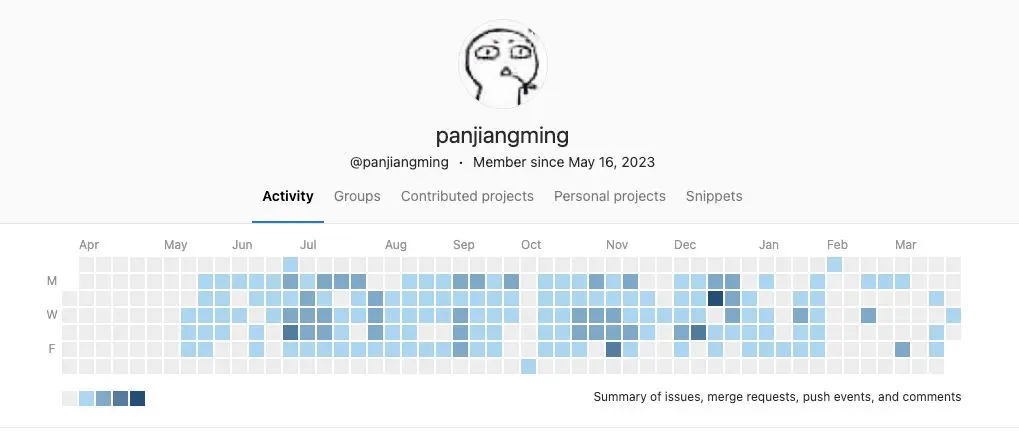 panjiangming
@panjiangming · Member since May 16, 2023
Activity Groups Contributed projects Personal projects Snippets
Apr May Jun Jul Aug Sep Oct Nov Dec Jan Feb Mar
M
W
F
Summary of issues, merge requests, push events, and comments